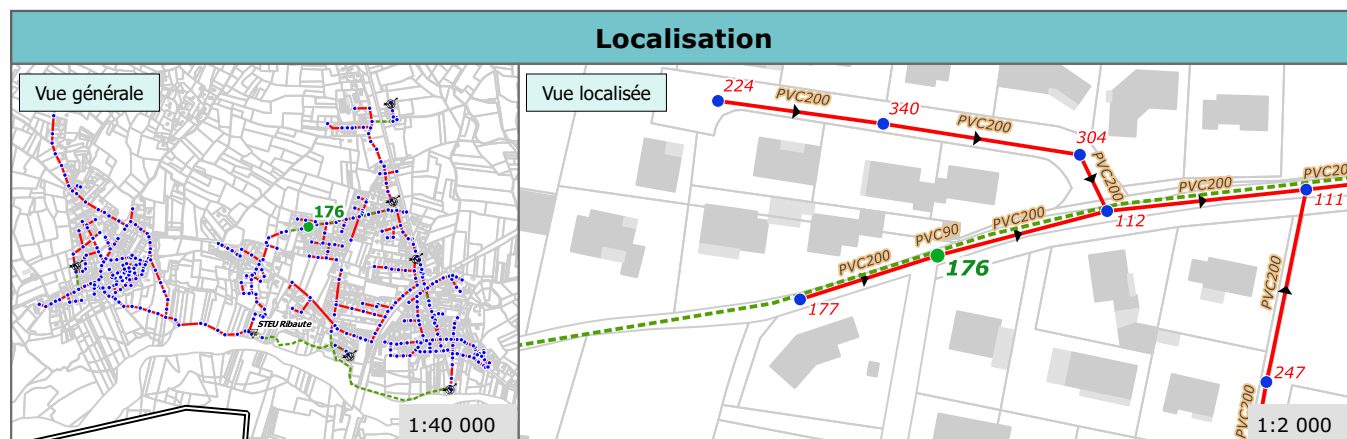 Localisation
Vue générale
176
STEU Ribaute
1:40 000
Vue localisée
224
PVC200
340
PVC200
304
PVC200
PVC200
PVC20
111
112
PVC200
PVC90
176
PVC200
177
PVC200
247
PVC200
1:2 000